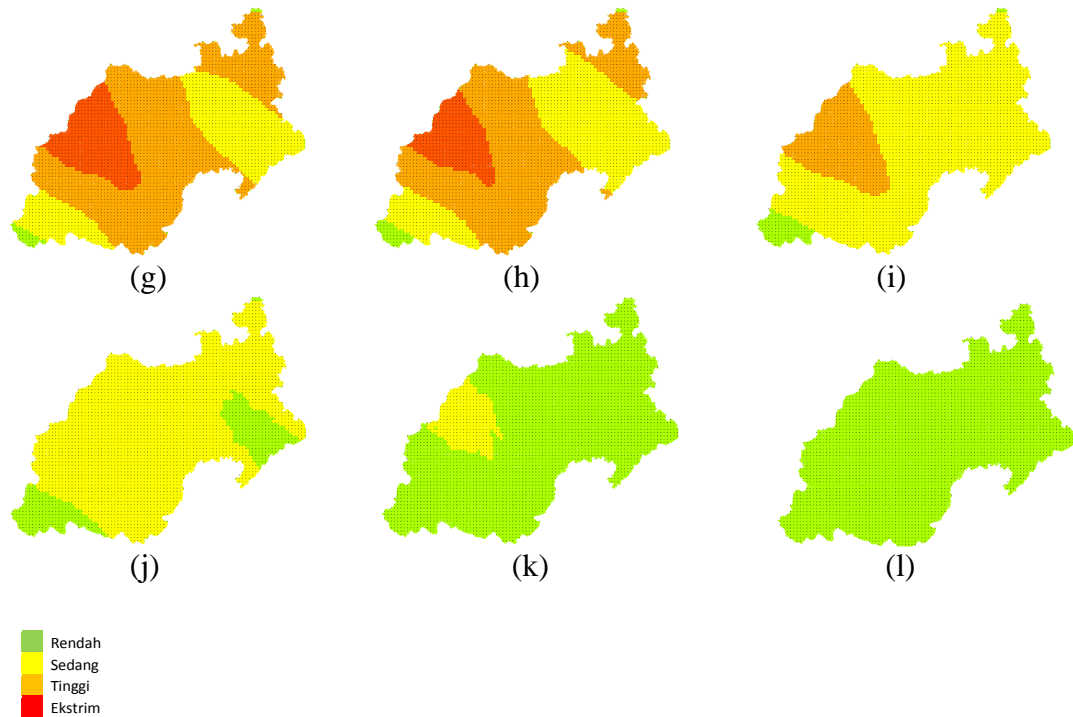 (g) (h) (i)
(j) (k) (l)
Rendah
Sedang
Tinggi
Ekstrim